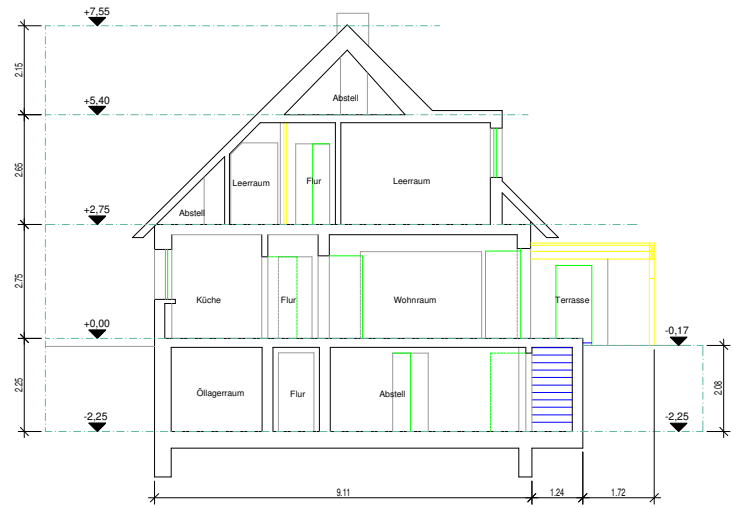 +7,55
2.15
Abstell
+5,40
2.65
Leerraum
Flur
Leerraum
Abstell
+2,75
2.75
Küche
Flur
Wohnraum
Terrasse
+0,00
-0,17
2.25
Öllagerraum
Flur
Abstell
2.08
-2,25
-2,25
9.11
1.24
1.72